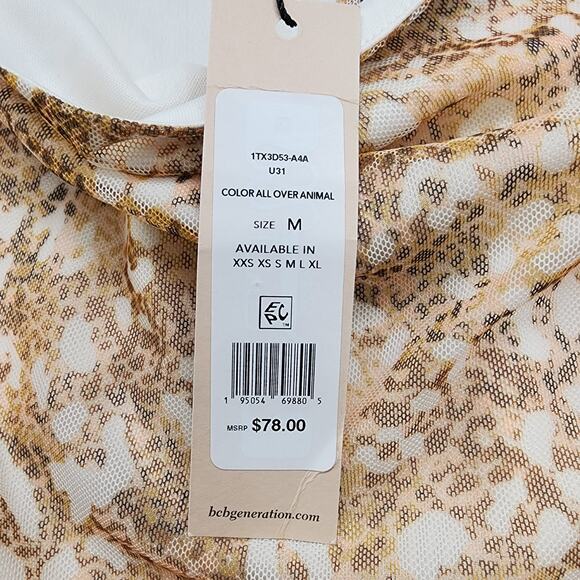 1TX3D53-A4A
U31
COLOR ALL OVER ANIMAL
SIZE M
AVAILABLE IN
XXS XS S M L XL
EPC™
1 95054 69880 5
MSRP $78.00
bcbgeneration.com